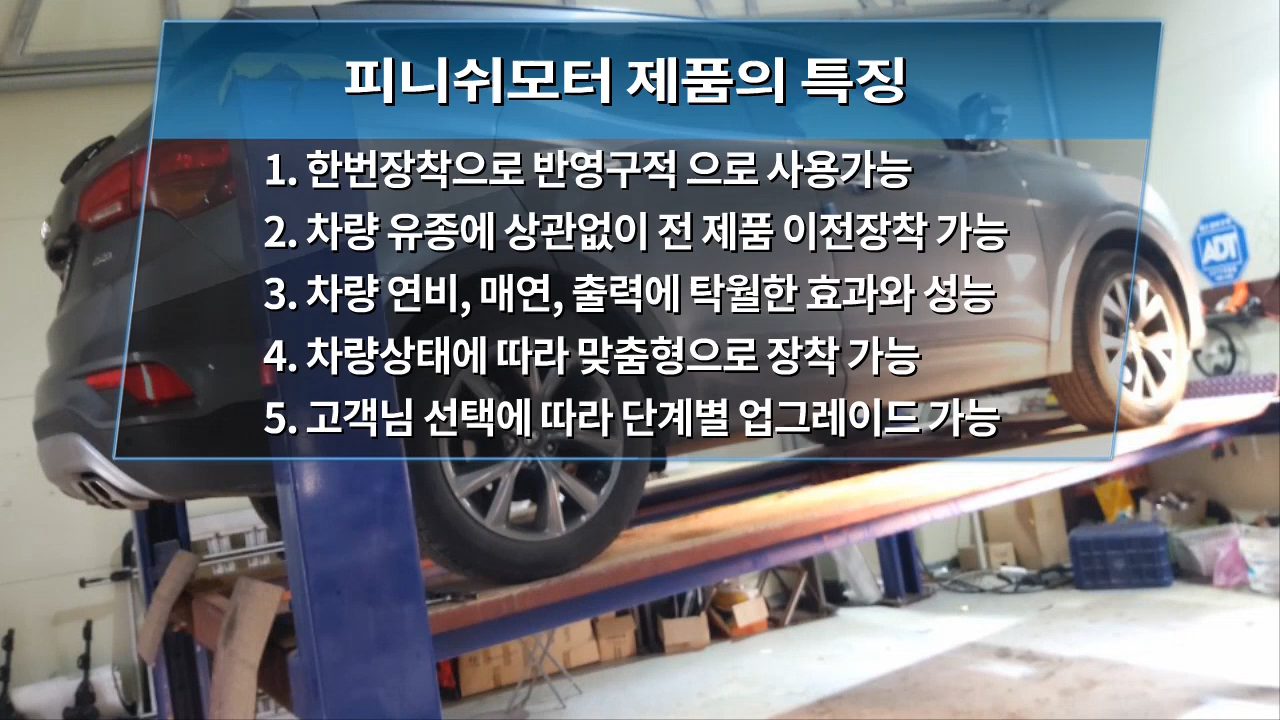 피니쉬모터 제품의 특징
1. 한번장착으로 반영구적 으로 사용가능
2. 차량 유종에 상관없이 전 제품 이전장착 가능
3. 차량 연비, 매연, 출력에 탁월한 효과와 성능
4. 차량상태에 따라 맞춤형으로 장착 가능
5. 고객님 선택에 따라 단계별 업그레이드 가능
ADT